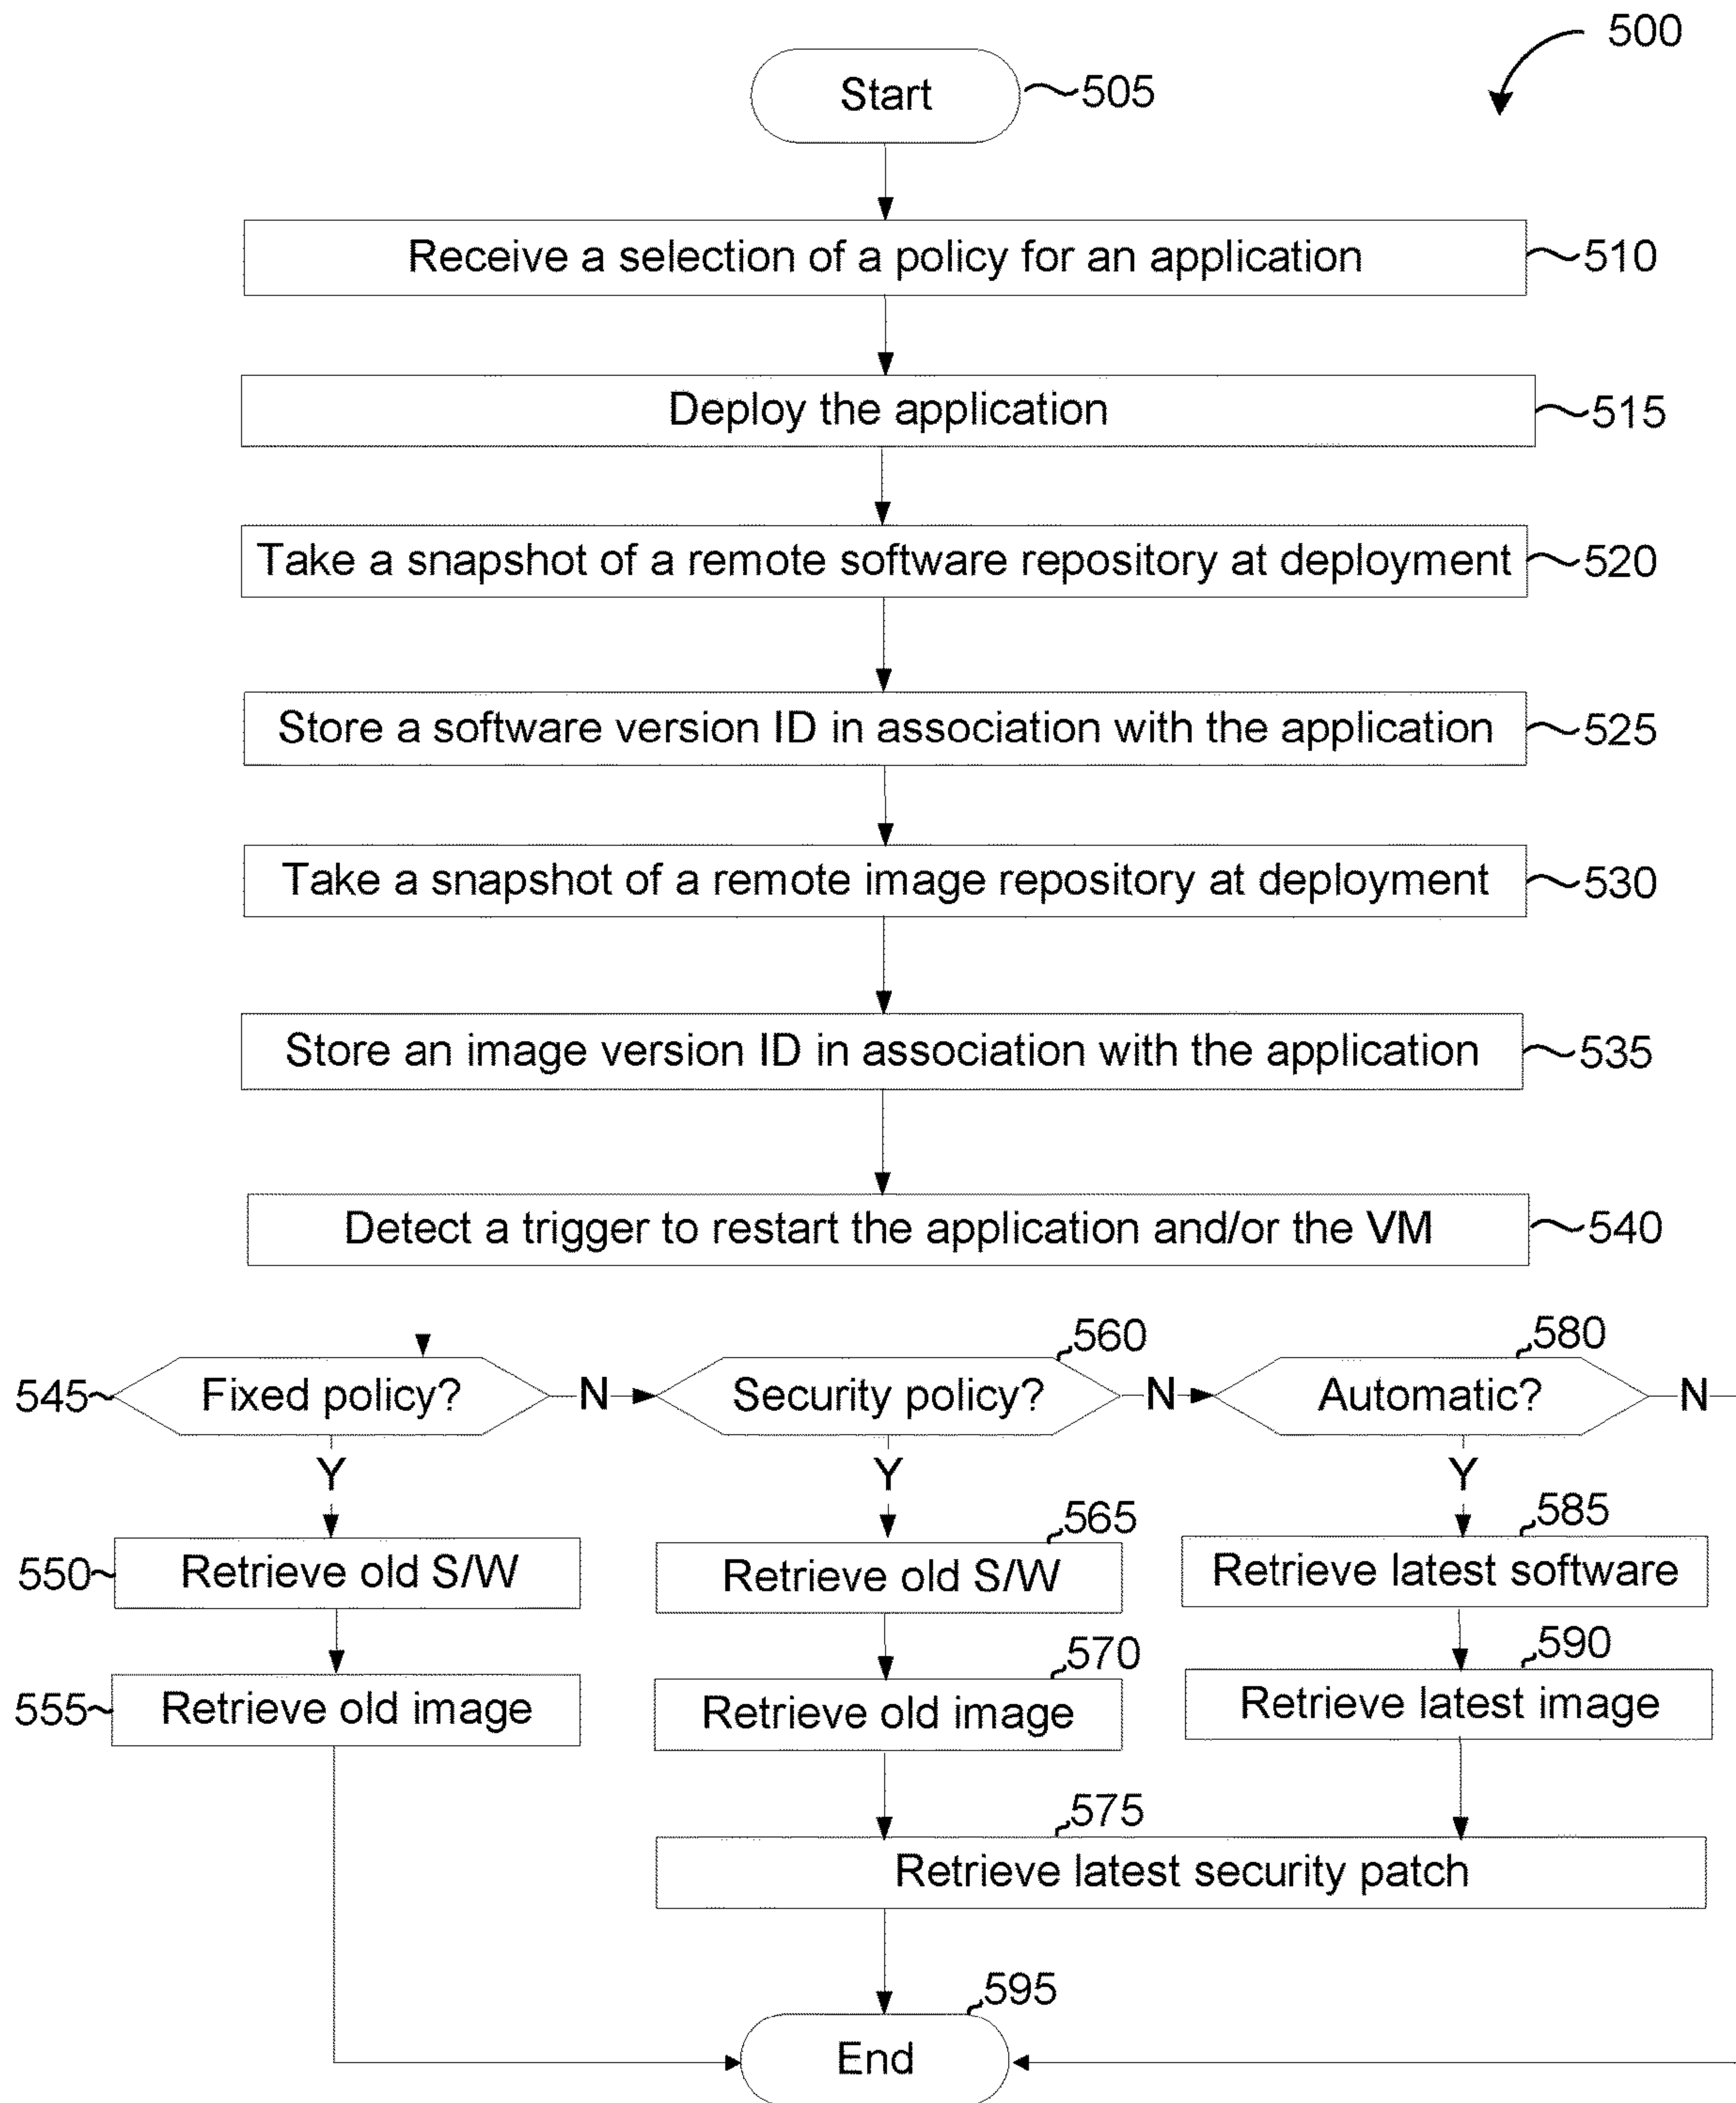 500
Start 505
Receive a selection of a policy for an application 510
Deploy the application 515
Take a snapshot of a remote software repository at deployment 520
Store a software version ID in association with the application 525
Take a snapshot of a remote image repository at deployment 530
Store an image version ID in association with the application 535
Detect a trigger to restart the application and/or the VM 540
560 580
545 Fixed policy? N Security policy? N Automatic? N
Y Y Y
565 585
550 Retrieve old S/W Retrieve old S/W Retrieve latest software
570 590
555 Retrieve old image Retrieve old image Retrieve latest image
575
Retrieve latest security patch
595
End